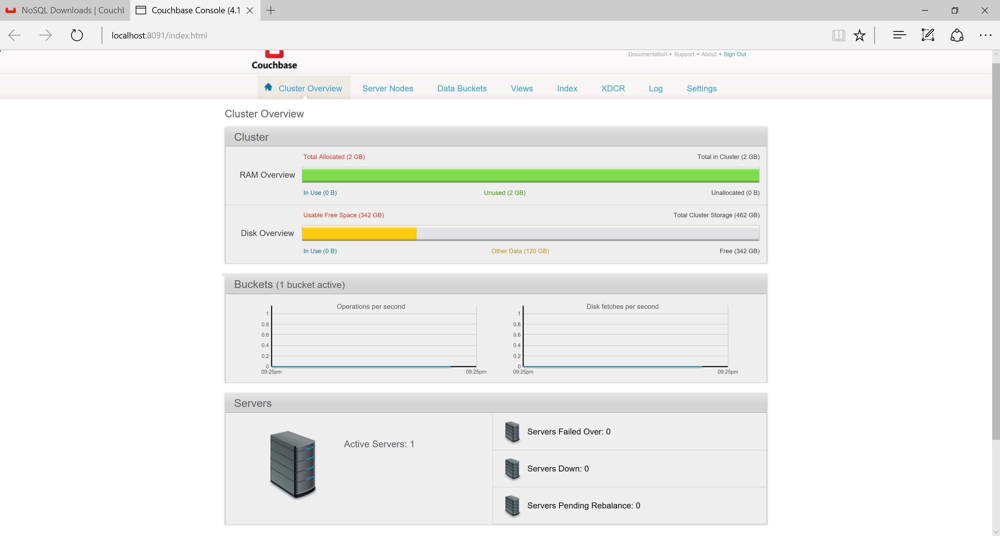 NoSQL Downloads | Couchb
Couchbase Console (4.1
localhost:8091/index.html
Couchbase
Documentation • Support • About • Sign Out
Cluster Overview Server Nodes Data Buckets Views Index XDCR Log Settings
Cluster Overview
Cluster
Total Allocated (2 GB) Total in Cluster (2 GB)
RAM Overview
In Use (0 B) Unused (2 GB) Unallocated (0 B)
Usable Free Space (342 GB) Total Cluster Storage (462 GB)
Disk Overview
In Use (0 B) Other Data (120 GB) Free (342 GB)
Buckets (1 bucket active)
Operations per second
1
0.8
0.6
0.4
0.2
0
09:25pm 09:25pm
Disk fetches per second
1
0.8
0.6
0.4
0.2
0
09:25pm 09:25pm
Servers
Active Servers: 1
Servers Failed Over: 0
Servers Down: 0
Servers Pending Rebalance: 0